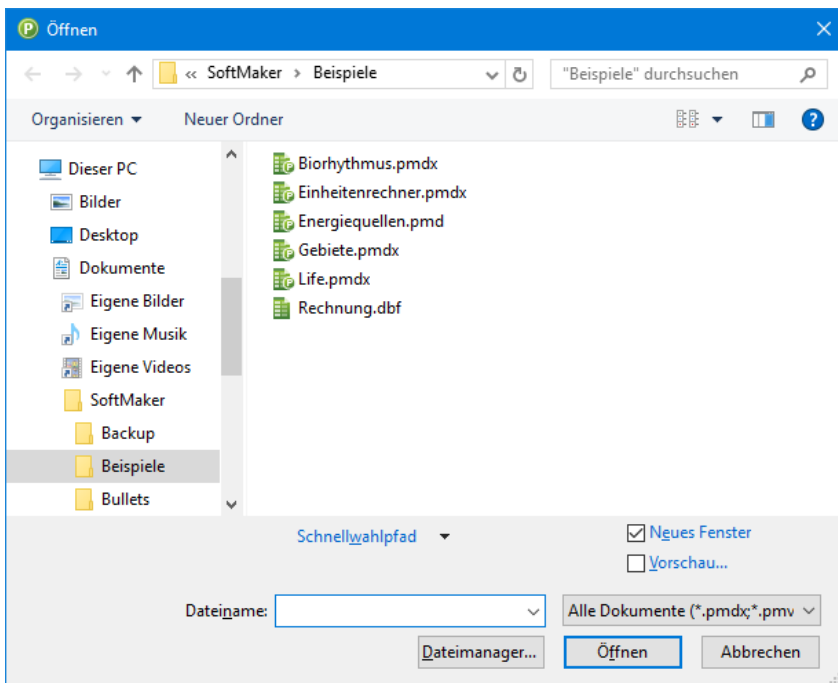 Öffnen
« SoftMaker > Beispiele
"Beispiele" durchsuchen
Organisieren
Neuer Ordner
Dieser PC
Bilder
Desktop
Dokumente
Eigene Bilder
Eigene Musik
Eigene Videos
SoftMaker
Backup
Beispiele
Bullets
Biorhythmus.pmdx
Einheitenrechner.pmdx
Energiequellen.pmd
Gebiete.pmdx
Life.pmdx
Rechnung.dbf
Schnellwahlpfad
Neues Fenster
Vorschau...
Dateiname:
Alle Dokumente (*.pmdx;*.pmv
Dateimanager...
Öffnen
Abbrechen